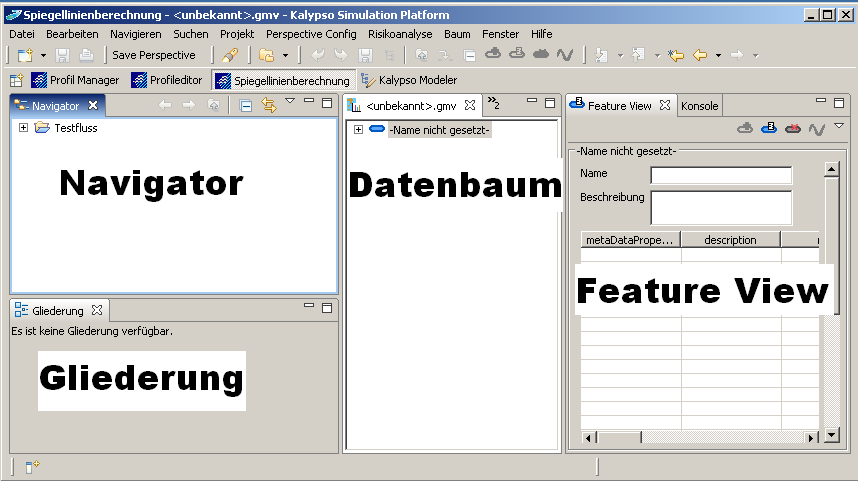 Spiegellinienberechnung - <unbekannt>.gmv - Kalypso Simulation Platform
Datei Bearbeiten Navigieren Suchen Projekt Perspective Config Risikoanalyse Baum Fenster Hilfe
Save Perspective
Profil Manager Profileditor Spiegellinienberechnung Kalypso Modeler
Navigator
Testfluss
Navigator
Gliederung
Es ist keine Gliederung verfügbar.
Gliederung
<unbekannt>.gmv »2
-Name nicht gesetzt-
Datenbaum
Feature View Konsole
-Name nicht gesetzt-
Name
Beschreibung
metaDataPrope... description
Feature View